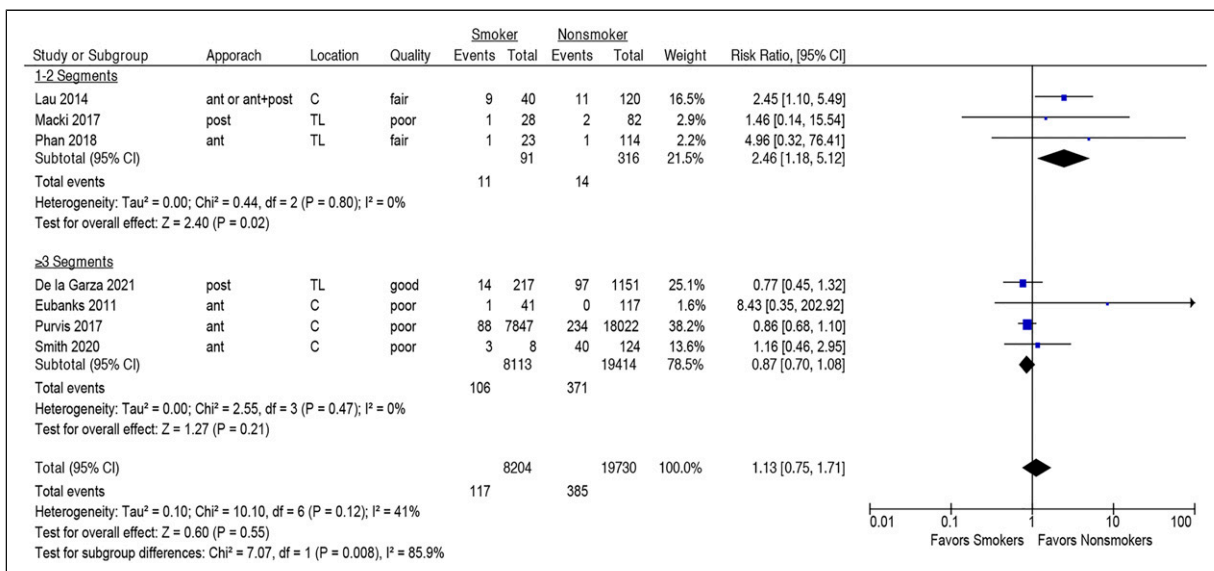 Smoker Nonsmoker
Study or Subgroup Apporach Location Quality Events Total Events Total Weight Risk Ratio, [95% CI]
1-2 Segments
Lau 2014 ant or ant+post C fair 9 40 11 120 16.5% 2.45 [1.10, 5.49]
Macki 2017 post TL poor 1 28 2 82 2.9% 1.46 [0.14, 15.54]
Phan 2018 ant TL fair 1 23 1 114 2.2% 4.96 [0.32, 76.41]
Subtotal (95% CI) 91 316 21.5% 2.46 [1.18, 5.12]
Total events 11 14
Heterogeneity: Tau² = 0.00; Chi² = 0.44, df = 2 (P = 0.80); I² = 0%
Test for overall effect: Z = 2.40 (P = 0.02)
≥3 Segments
De la Garza 2021 post TL good 14 217 97 1151 25.1% 0.77 [0.45, 1.32]
Eubanks 2011 ant C poor 1 41 0 117 1.6% 8.43 [0.35, 202.92]
Purvis 2017 ant C poor 88 7847 234 18022 38.2% 0.86 [0.68, 1.10]
Smith 2020 ant C poor 3 8 40 124 13.6% 1.16 [0.46, 2.95]
Subtotal (95% CI) 8113 19414 78.5% 0.87 [0.70, 1.08]
Total events 106 371
Heterogeneity: Tau² = 0.00; Chi² = 2.55, df = 3 (P = 0.47); I² = 0%
Test for overall effect: Z = 1.27 (P = 0.21)
Total (95% CI) 8204 19730 100.0% 1.13 [0.75, 1.71]
Total events 117 385
Heterogeneity: Tau² = 0.10; Chi² = 10.10, df = 6 (P = 0.12); I² = 41%
Test for overall effect: Z = 0.60 (P = 0.55)
Test for subgroup differences: Chi² = 7.07, df = 1 (P = 0.008), I² = 85.9%
0.01 0.1 1 10 100
Favors Smokers Favors Nonsmokers